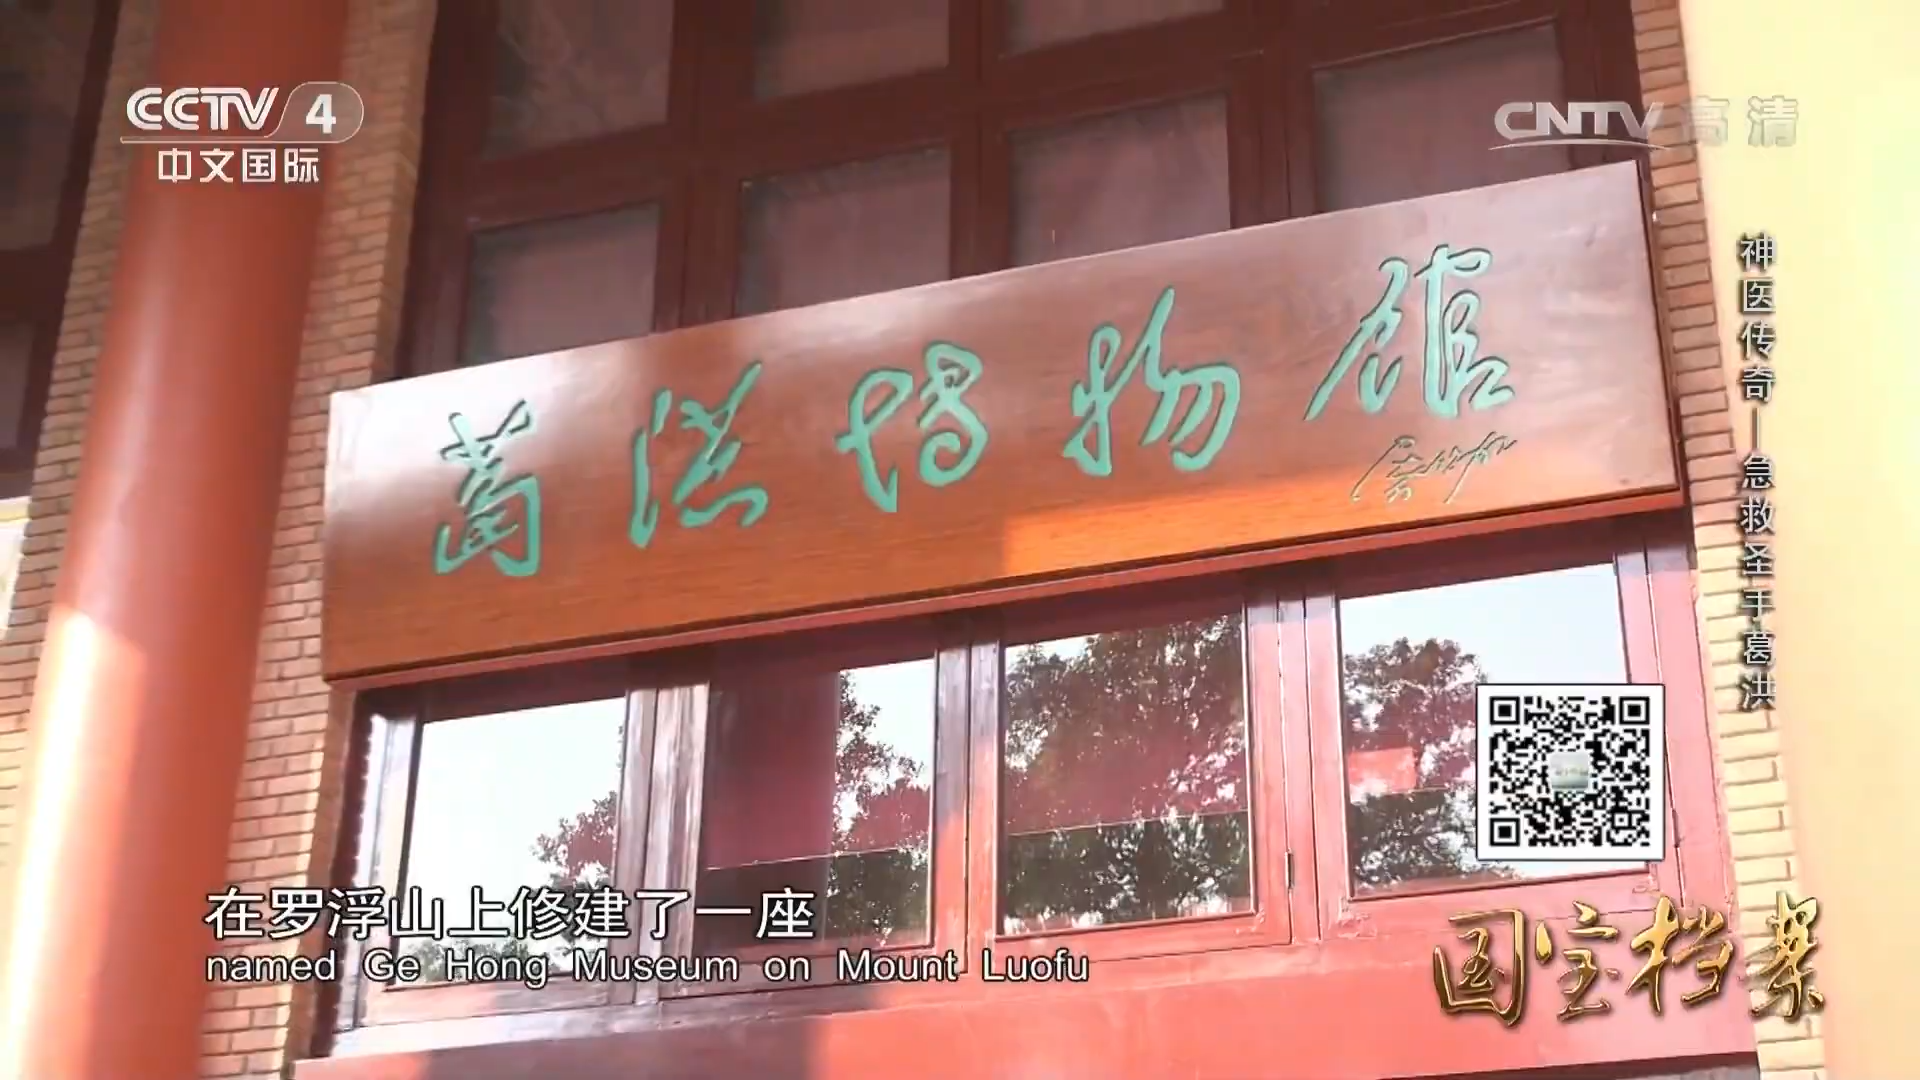 CCTV 4
中文国际
CNTV 高清
葛洪博物馆
神医传�—急救圣手葛洪
在罗浮山上修建了一座
named Ge Hong Museum on Mount Luofu
国宝档案